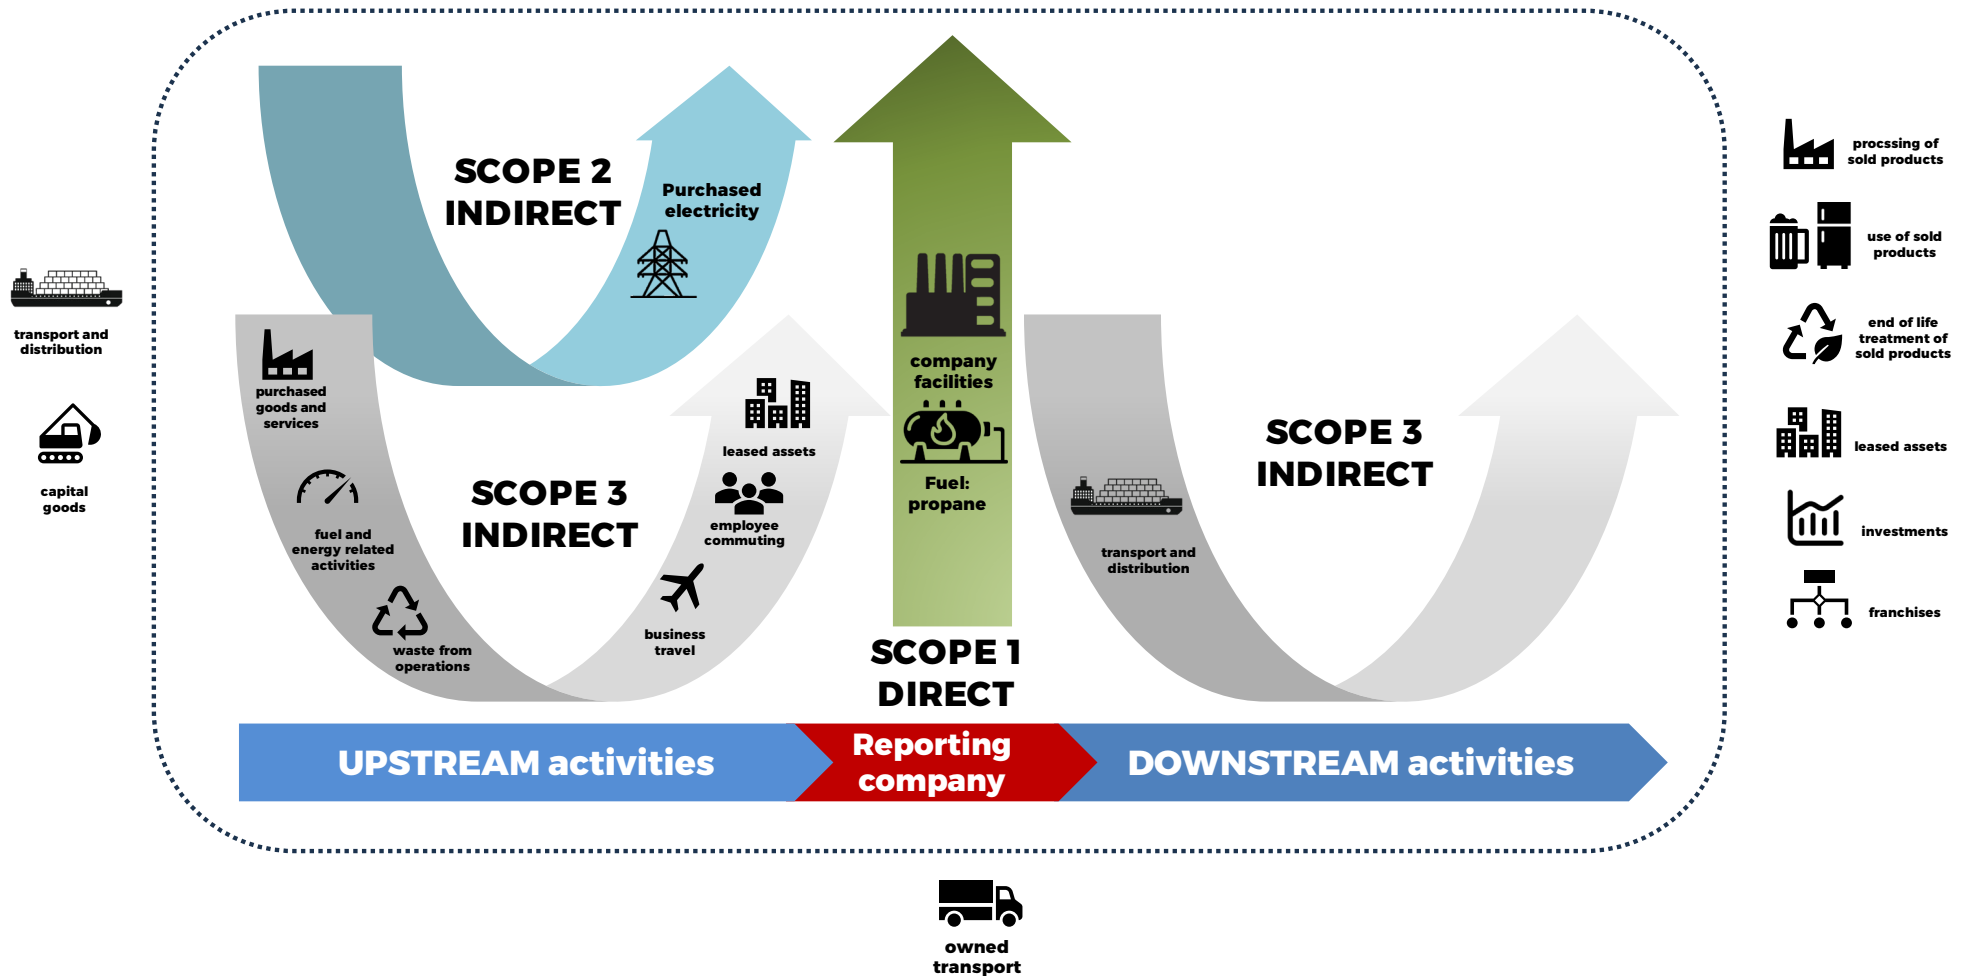 SCOPE 2
INDIRECT
Purchased
electricity
transport and
distribution
capital
goods
purchased
goods and
services
fuel and
energy related
activities
waste from
operations
SCOPE 3
INDIRECT
leased assets
employee
commuting
business
travel
company
facilities
Fuel:
propane
SCOPE 1
DIRECT
transport and
distribution
SCOPE 3
INDIRECT
procssing of
sold products
use of sold
products
end of life
treatment of
sold products
leased assets
investments
franchises
UPSTREAM activities
Reporting
company
DOWNSTREAM activities
owned
transport